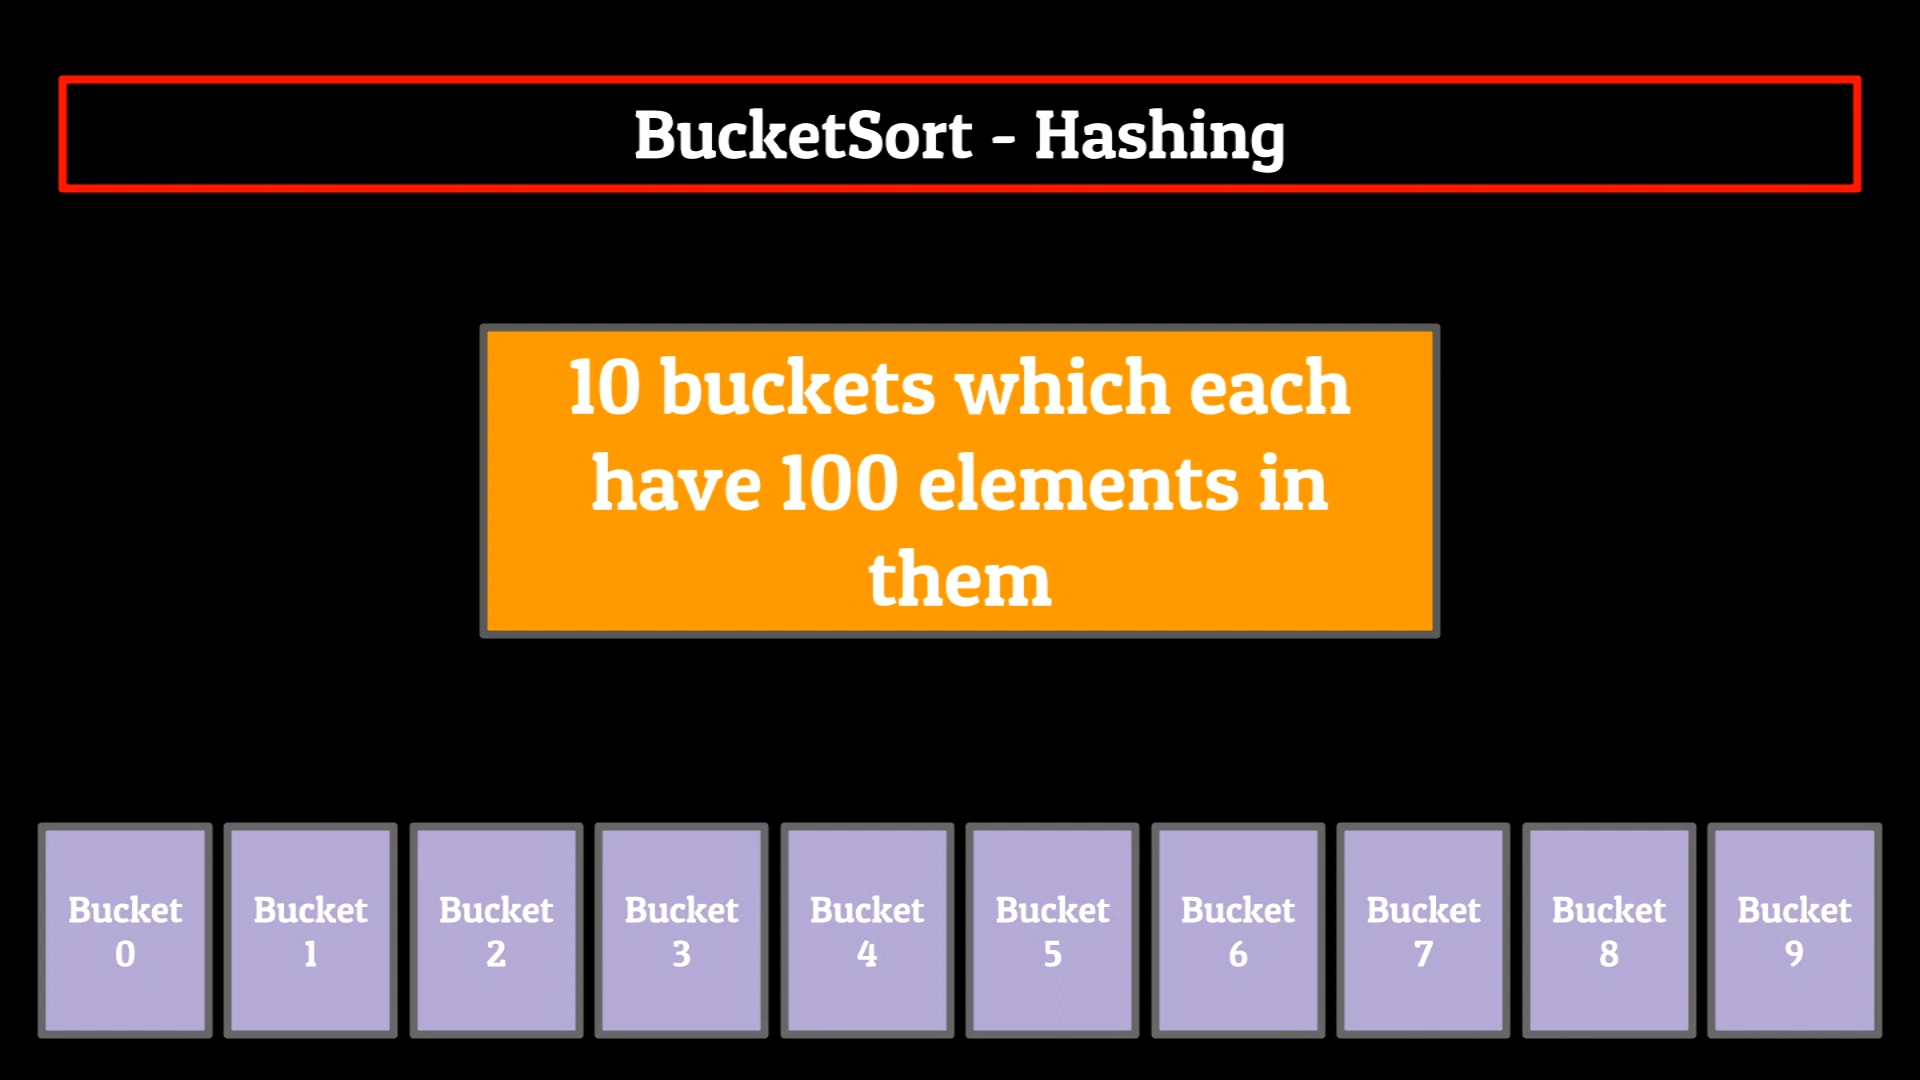 BucketSort - Hashing
10 buckets which each
have 100 elements in
them
Bucket
0
Bucket
1
Bucket
2
Bucket
3
Bucket
4
Bucket
5
Bucket
6
Bucket
7
Bucket
8
Bucket
9